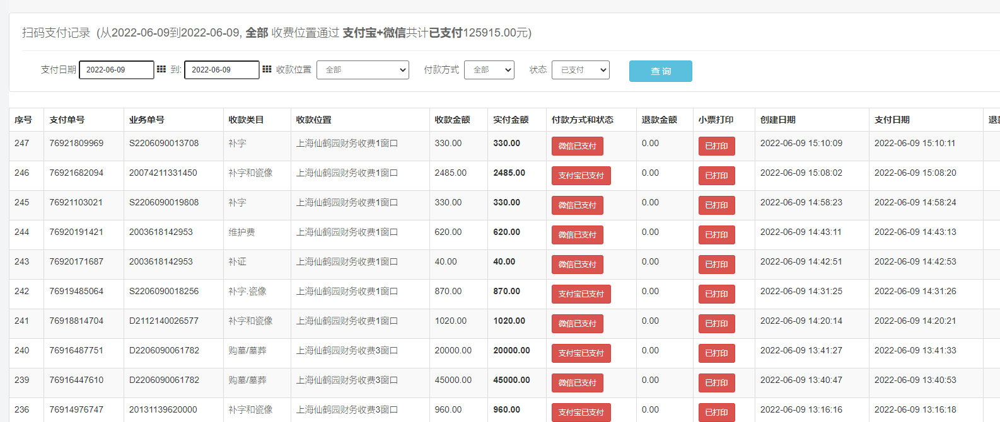 扫码支付记录 (从2022-06-09到2022-06-09, 全部 收费位置通过 支付宝+微信共计已支付125915.00元)
支付日期 2022-06-09 到: 2022-06-09 收款位置 全部 付款方式 全部 状态 已支付 查 询
序号 支付单号 业务单号 收款类目 收款位置 收款金额 实付金额 付款方式和状态 退款金额 小票打印 创建日期 支付日期 退款
247 76921809969 S2206090013708 补字 上海仙鹤园财务收费1窗口 330.00 330.00 微信已支付 0.00 已打印 2022-06-09 15:10:09 2022-06-09 15:10:11
246 76921682094 20074211331450 补字和瓷像 上海仙鹤园财务收费1窗口 2485.00 2485.00 支付宝已支付 0.00 已打印 2022-06-09 15:08:02 2022-06-09 15:08:20
245 76921103021 S2206090019808 补字 上海仙鹤园财务收费1窗口 330.00 330.00 微信已支付 0.00 已打印 2022-06-09 14:58:23 2022-06-09 14:58:24
244 76920191421 2003618142953 维护费 上海仙鹤园财务收费1窗口 620.00 620.00 微信已支付 0.00 已打印 2022-06-09 14:43:11 2022-06-09 14:43:13
243 76920171687 2003618142953 补证 上海仙鹤园财务收费1窗口 40.00 40.00 微信已支付 0.00 已打印 2022-06-09 14:42:51 2022-06-09 14:42:53
242 76919485064 S2206090018256 补字.瓷像 上海仙鹤园财务收费1窗口 870.00 870.00 支付宝已支付 0.00 已打印 2022-06-09 14:31:25 2022-06-09 14:31:26
241 76918814704 D2112140026577 补字和瓷像 上海仙鹤园财务收费1窗口 1020.00 1020.00 微信已支付 0.00 已打印 2022-06-09 14:20:14 2022-06-09 14:20:21
240 76916487751 D2206090061782 购墓/墓葬 上海仙鹤园财务收费3窗口 20000.00 20000.00 支付宝已支付 0.00 已打印 2022-06-09 13:41:27 2022-06-09 13:41:33
239 76916447610 D2206090061782 购墓/墓葬 上海仙鹤园财务收费3窗口 45000.00 45000.00 微信已支付 0.00 已打印 2022-06-09 13:40:47 2022-06-09 13:40:53
236 76914976747 20131139620000 补字和瓷像 上海仙鹤园财务收费3窗口 960.00 960.00 支付宝已支付 0.00 已打印 2022-06-09 13:16:16 2022-06-09 13:16:18